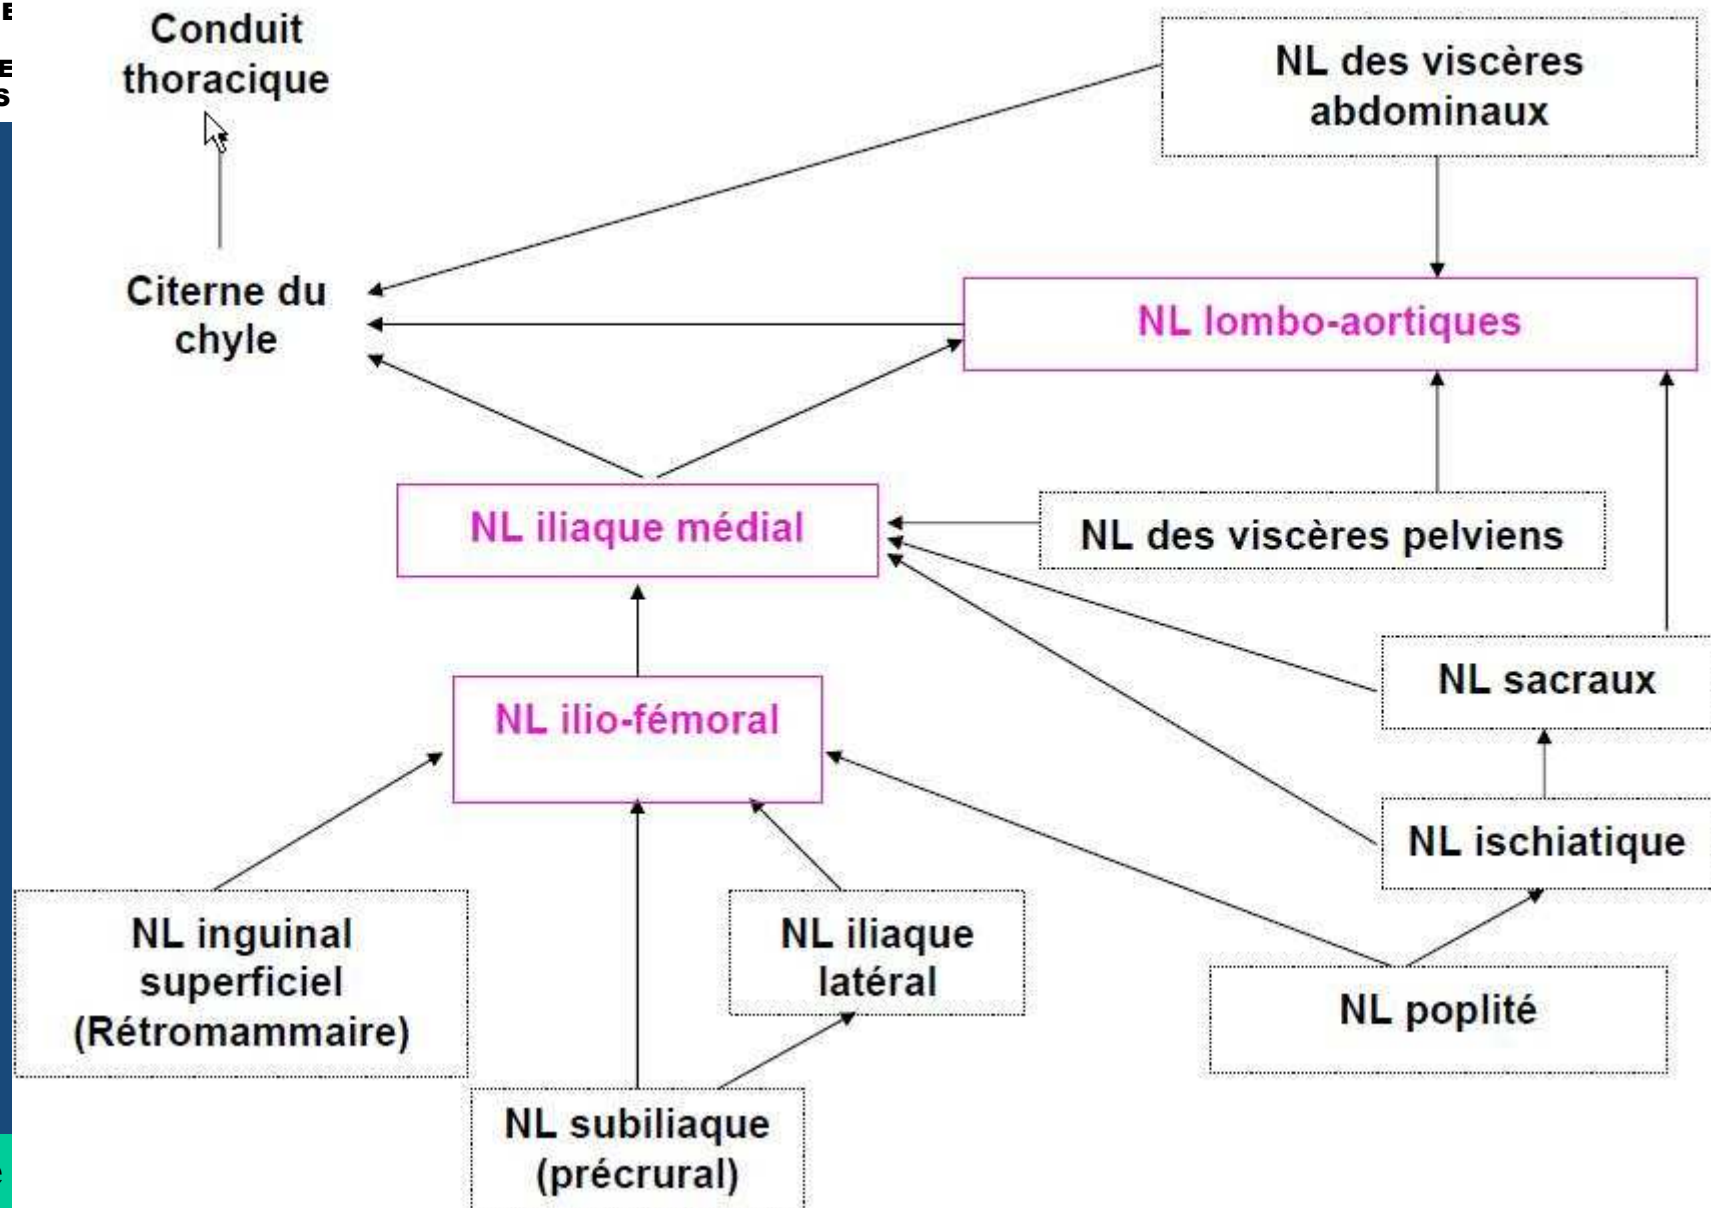 Conduit
thoracique
NL des viscères
abdominaux
Citerne du
chyle
NL lombo-aortiques
NL iliaque médial
NL des viscères pelviens
NL sacraux
NL ilio-fémoral
NL ischiatique
NL inguinal
superficiel
(Rétromammaire)
NL iliaque
latéral
NL poplité
NL subiliaque
(précrural)